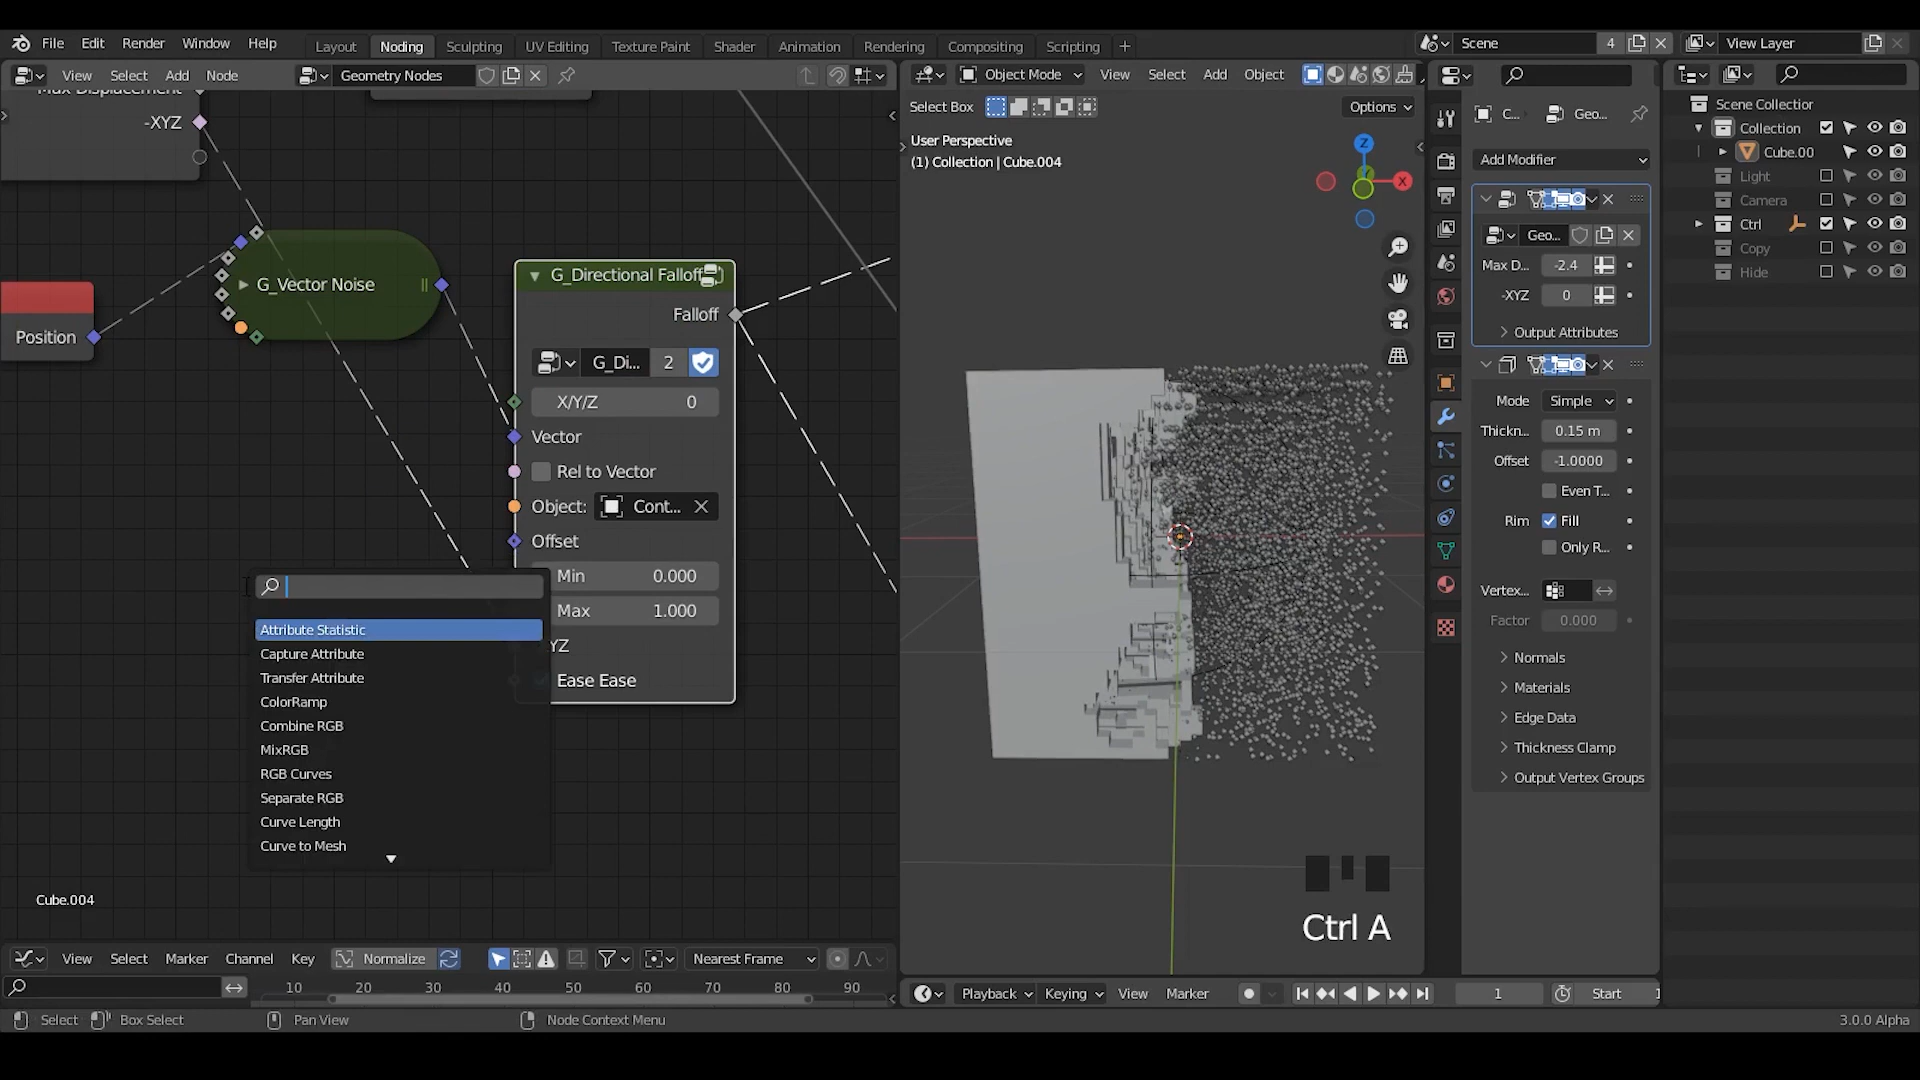 File Edit Render Window Help Layout Noding Sculpting UV Editing Texture Paint Shader Animation Rendering Compositing Scripting + Scene 4 View Layer
View Select Add Node Geometry Nodes Object Mode View Select Add Object
Select Box Options
Max Displacement
-XYZ
Position
G_Vector Noise
G_Directional Falloff
Falloff
G_Di... 2
X/Y/Z 0
Vector
Rel to Vector
Object: Cont...
Offset
Min 0.000
Max 1.000
YZ
Ease Ease
Attribute Statistic
Capture Attribute
Transfer Attribute
ColorRamp
Combine RGB
MixRGB
RGB Curves
Separate RGB
Curve Length
Curve to Mesh
Cube.004
User Perspective
(1) Collection | Cube.004
Z
X
Ctrl A
C... Geo...
Add Modifier
Geo...
Max D... -2.4
-XYZ 0
Output Attributes
Mode Simple
Thickn... 0.15 m
Offset -1.0000
Even T...
Rim Fill
Only R...
Vertex...
Factor 0.000
Normals
Materials
Edge Data
Thickness Clamp
Output Vertex Groups
Scene Collectior
Collection
Cube.00
Light
Camera
Ctrl
Copy
Hide
View Select Marker Channel Key Normalize Nearest Frame
10 20 30 40 50 60 70 80 90
Playback Keying View Marker 1 Start 1
Select Box Select Pan View Node Context Menu 3.0.0 Alpha